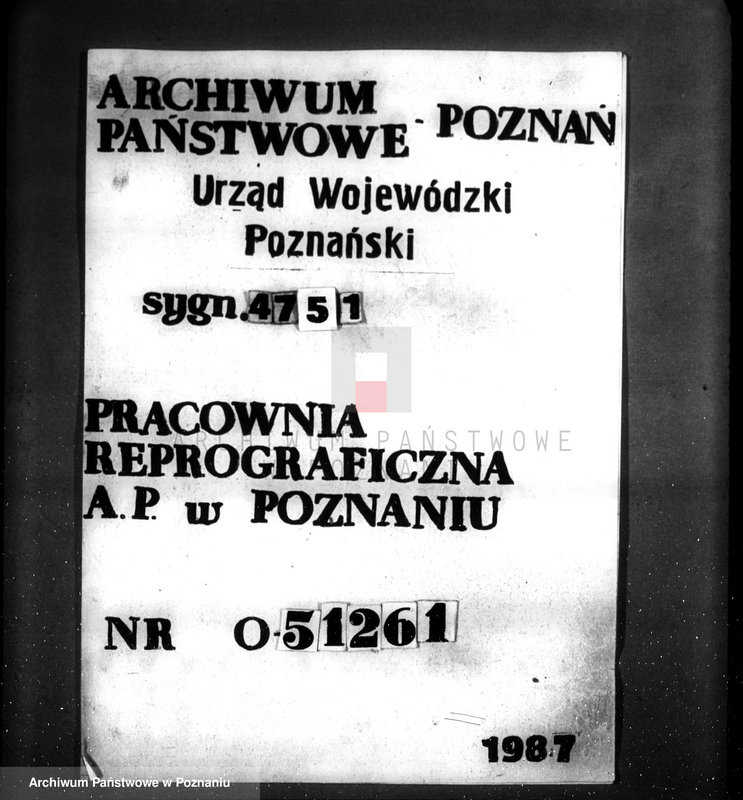 ARCHIWUM
PAŃSTWOWE - POZNAŃ
Urząd Wojewódzki
Poznański
sygn. 4751
ARCHIWUM PAŃSTWOWE
PRACOWNIA
REPROGRAFICZNA
A.P. w POZNANIU
NR O-51261
1987
Archiwum Państwowe w Poznaniu